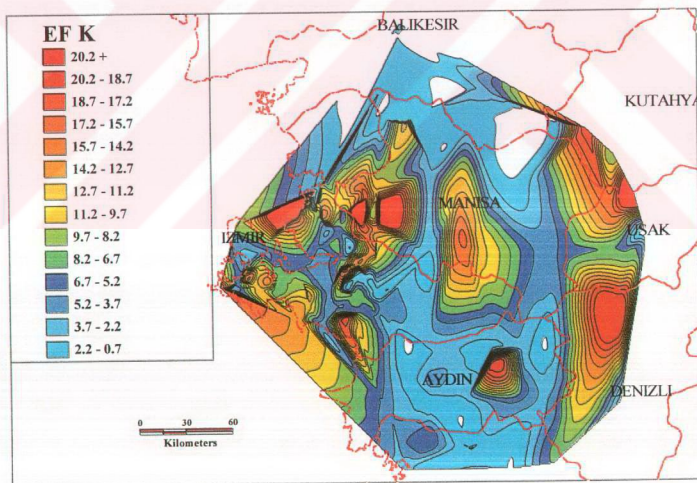 EF K
20.2 +
20.2 - 18.7
18.7 - 17.2
17.2 - 15.7
15.7 - 14.2
14.2 - 12.7
12.7 - 11.2
11.2 - 9.7
9.7 - 8.2
8.2 - 6.7
6.7 - 5.2
5.2 - 3.7
3.7 - 2.2
2.2 - 0.7
BALIKESIR
KUTAHYA
MANISA
IZMIR
USAK
AYDIN
DENIZLI
0 30 60
Kilometers